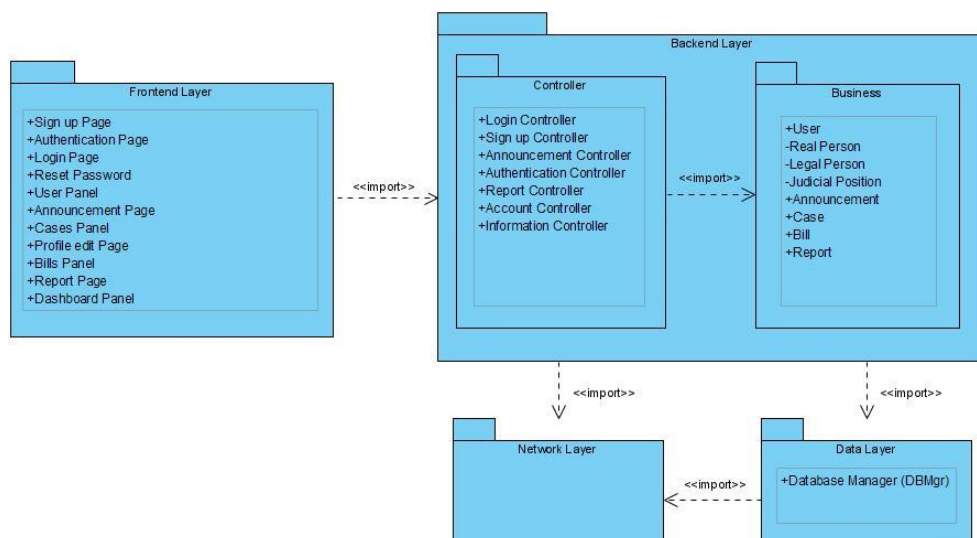 Frontend Layer
+Sign up Page
+Authentication Page
+Login Page
+Reset Password
+User Panel
+Announcement Page
+Cases Panel
+Profile edit Page
+Bills Panel
+Report Page
+Dashboard Panel
<<import>>
Backend Layer
Controller
+Login Controller
+Sign up Controller
+Announcement Controller
+Authentication Controller
+Report Controller
+Account Controller
+Information Controller
<<import>>
Business
+User
-Real Person
-Legal Person
-Judicial Position
+Announcement
+Case
+Bill
+Report
<<import>>
<<import>>
Network Layer
<<import>>
Data Layer
+Database Manager (DBMgr)